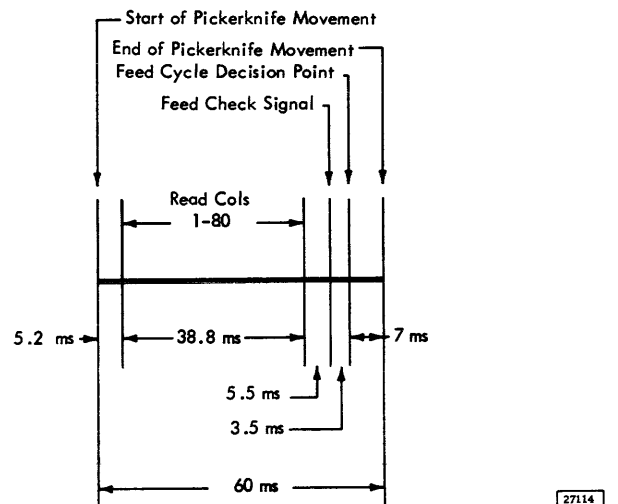 Start of Pickerknife Movement
End of Pickerknife Movement
Feed Cycle Decision Point
Feed Check Signal
Read Cols
1-80
5.2 ms
38.8 ms
7 ms
5.5 ms
3.5 ms
60 ms
27114